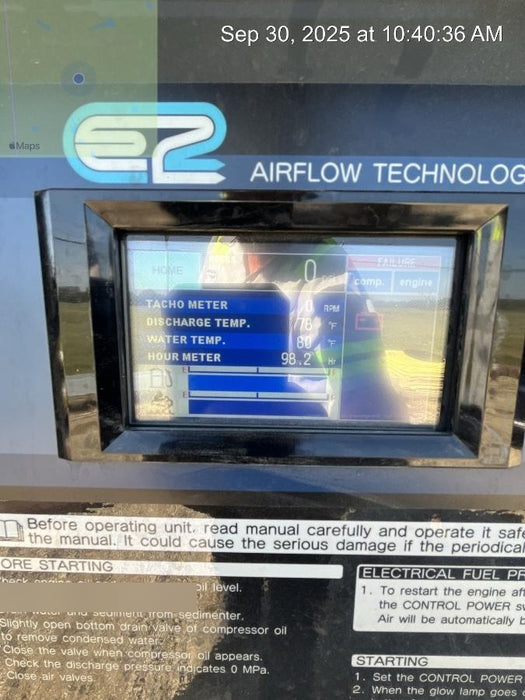 Sep 30, 2025 at 10:40:36 AM
Maps
AIRFLOW TECHNOLOG
HOME
0
FAILURE
comp. engine
TACHO METER 0 RPM
DISCHARGE TEMP. 78 °F
WATER TEMP. 80 °F
HOUR METER 98.2 Hr
E F
E F
Before operating unit, read manual carefully and operate it safe
the manual. It could cause the serious damage if the periodical
ORE STARTING
oil level.
and sediment from sedimenter.
Slightly open bottom drain valve of compressor oil
to remove condensed water.
Close the valve when compressor oil appears.
Check the discharge pressure indicates 0 MPa.
Close air valves.
ELECTRICAL FUEL PR
1. To restart the engine aft
the CONTROL POWER s
Air will be automatically b
STARTING
1. Set the CONTROL POWER
2. When the glow lamp goes